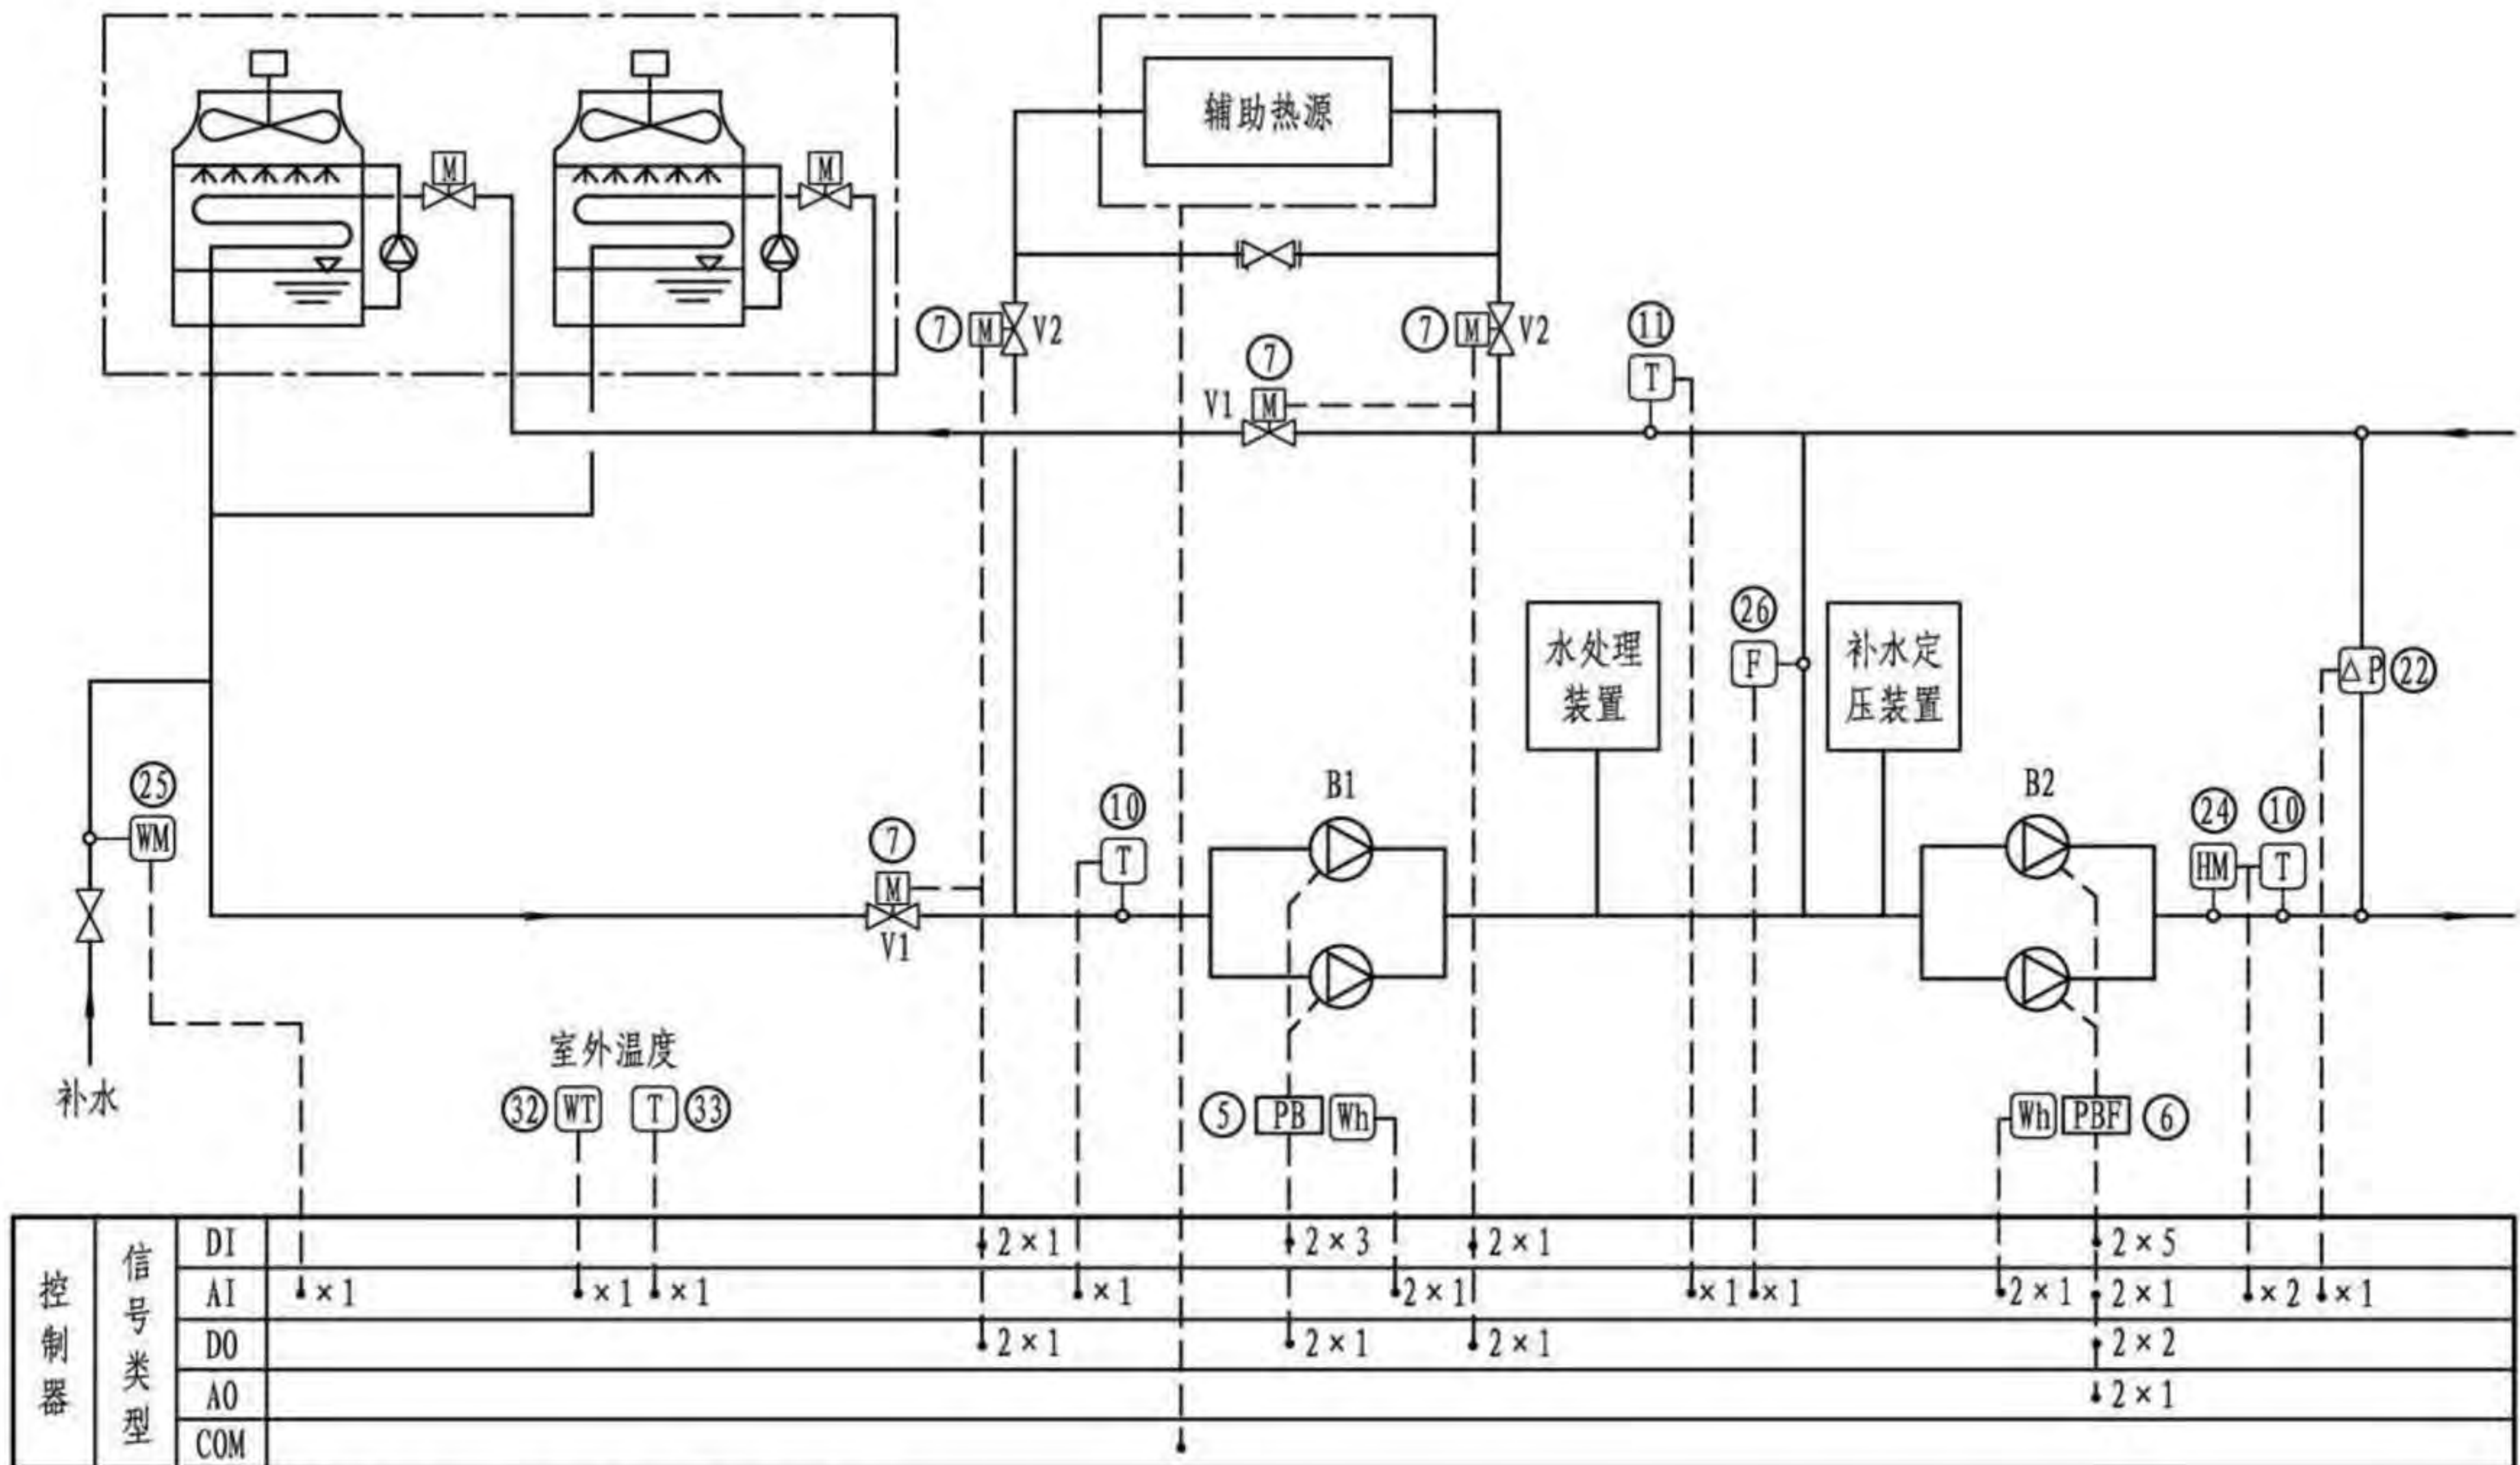 辅助热源
M
M
7
M
V2
7
M
V2
11
T
7
V1
M
26
F
水处理
装置
补水定
压装置
△P
22
25
WM
7
M
V1
10
T
B1
B2
24
10
HM
T
室外温度
补水
32
WT
T
33
5
PB
Wh
Wh
PBF
6
控制器
信号类型
DI
2×1
2×3
2×1
2×5
AI
×1
×1
×1
×1
2×1
×1
×1
2×1
2×1
×2
×1
DO
2×1
2×1
2×1
2×2
AO
2×1
COM